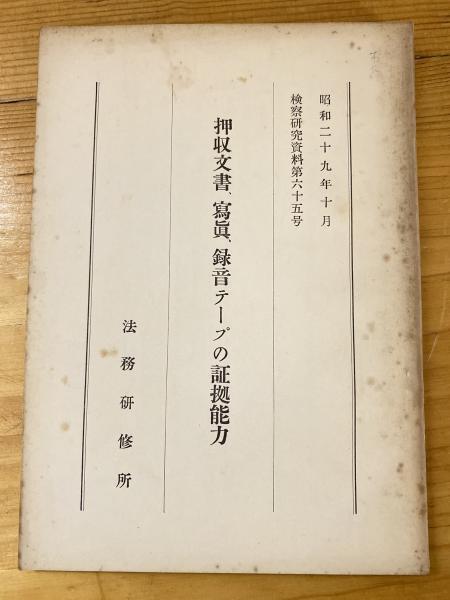 昭和二十九年十月
検察研究資料第六十五号
押収文書、寫眞、録音テープの証拠能力
法務研修所